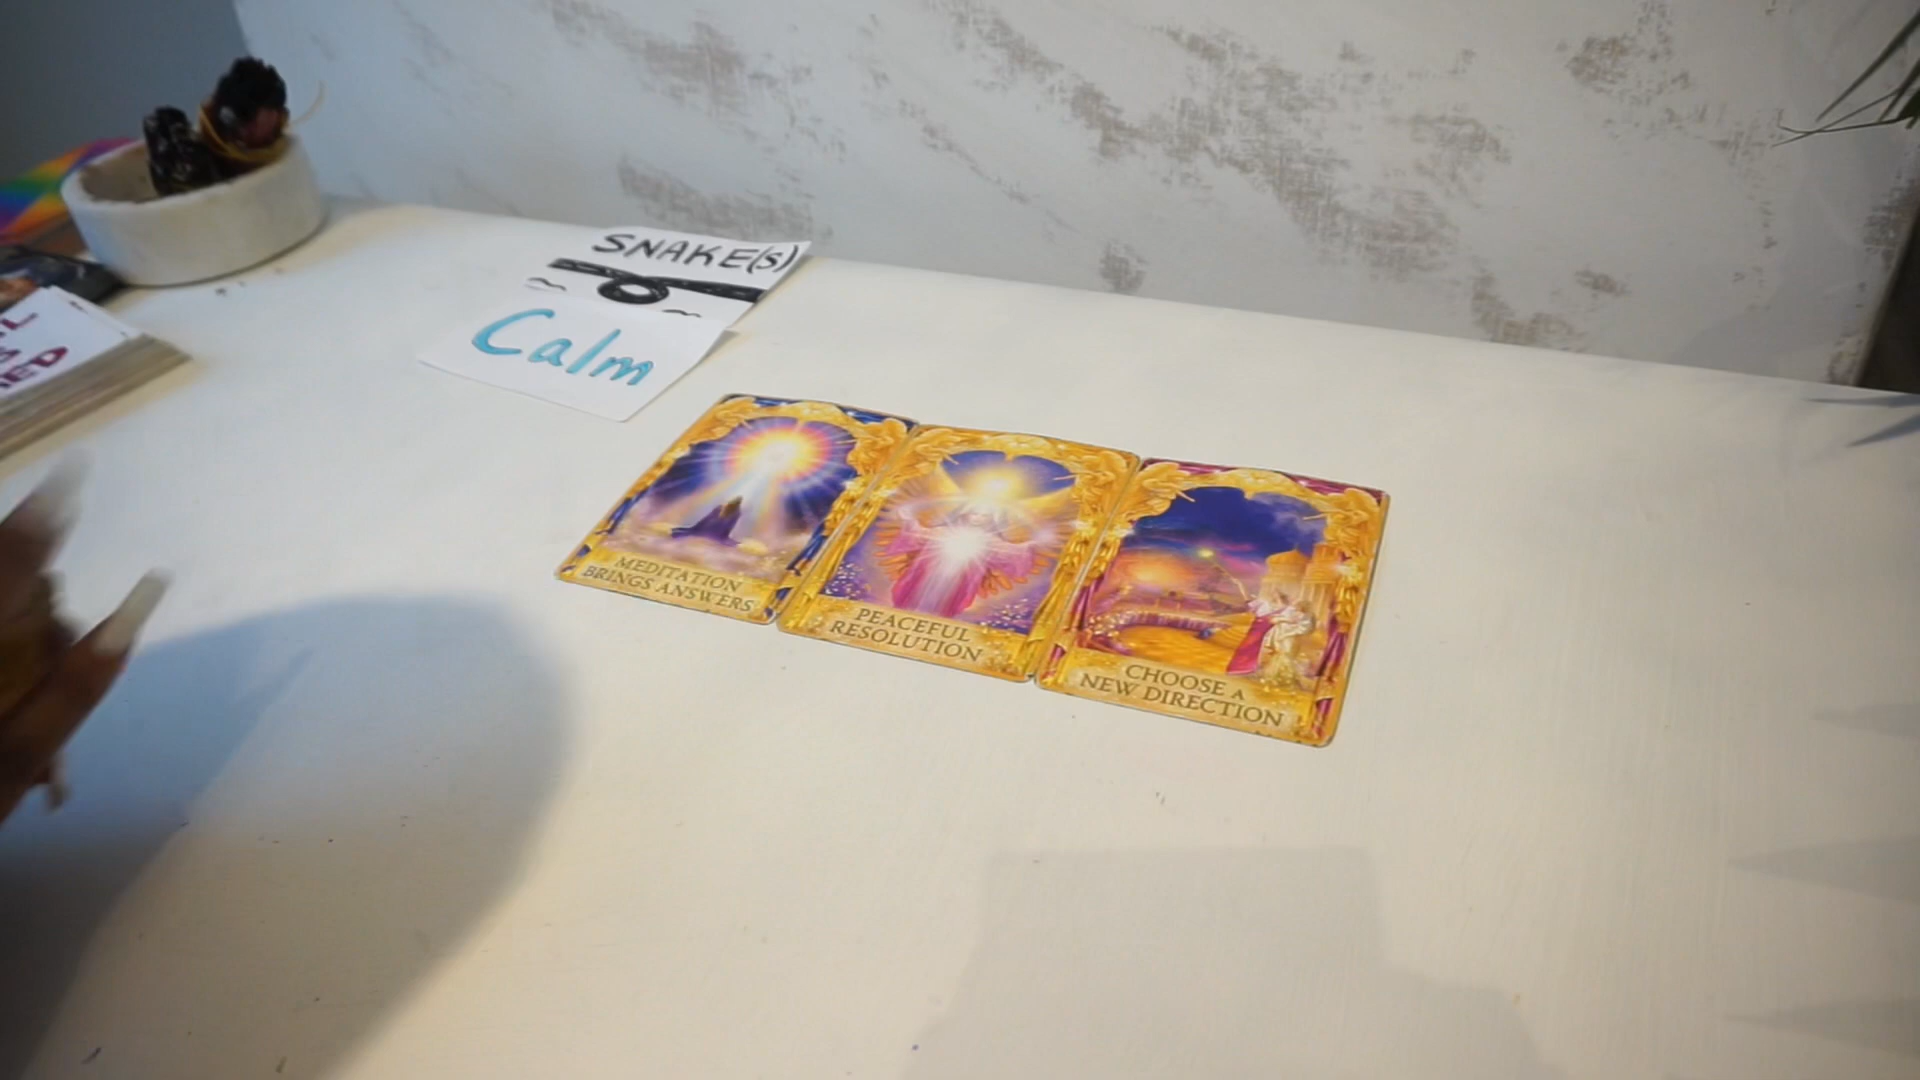 SNAKE(S)
Calm
MEDITATION
BRINGS ANSWERS
PEACEFUL
RESOLUTION
CHOOSE A
NEW DIRECTION